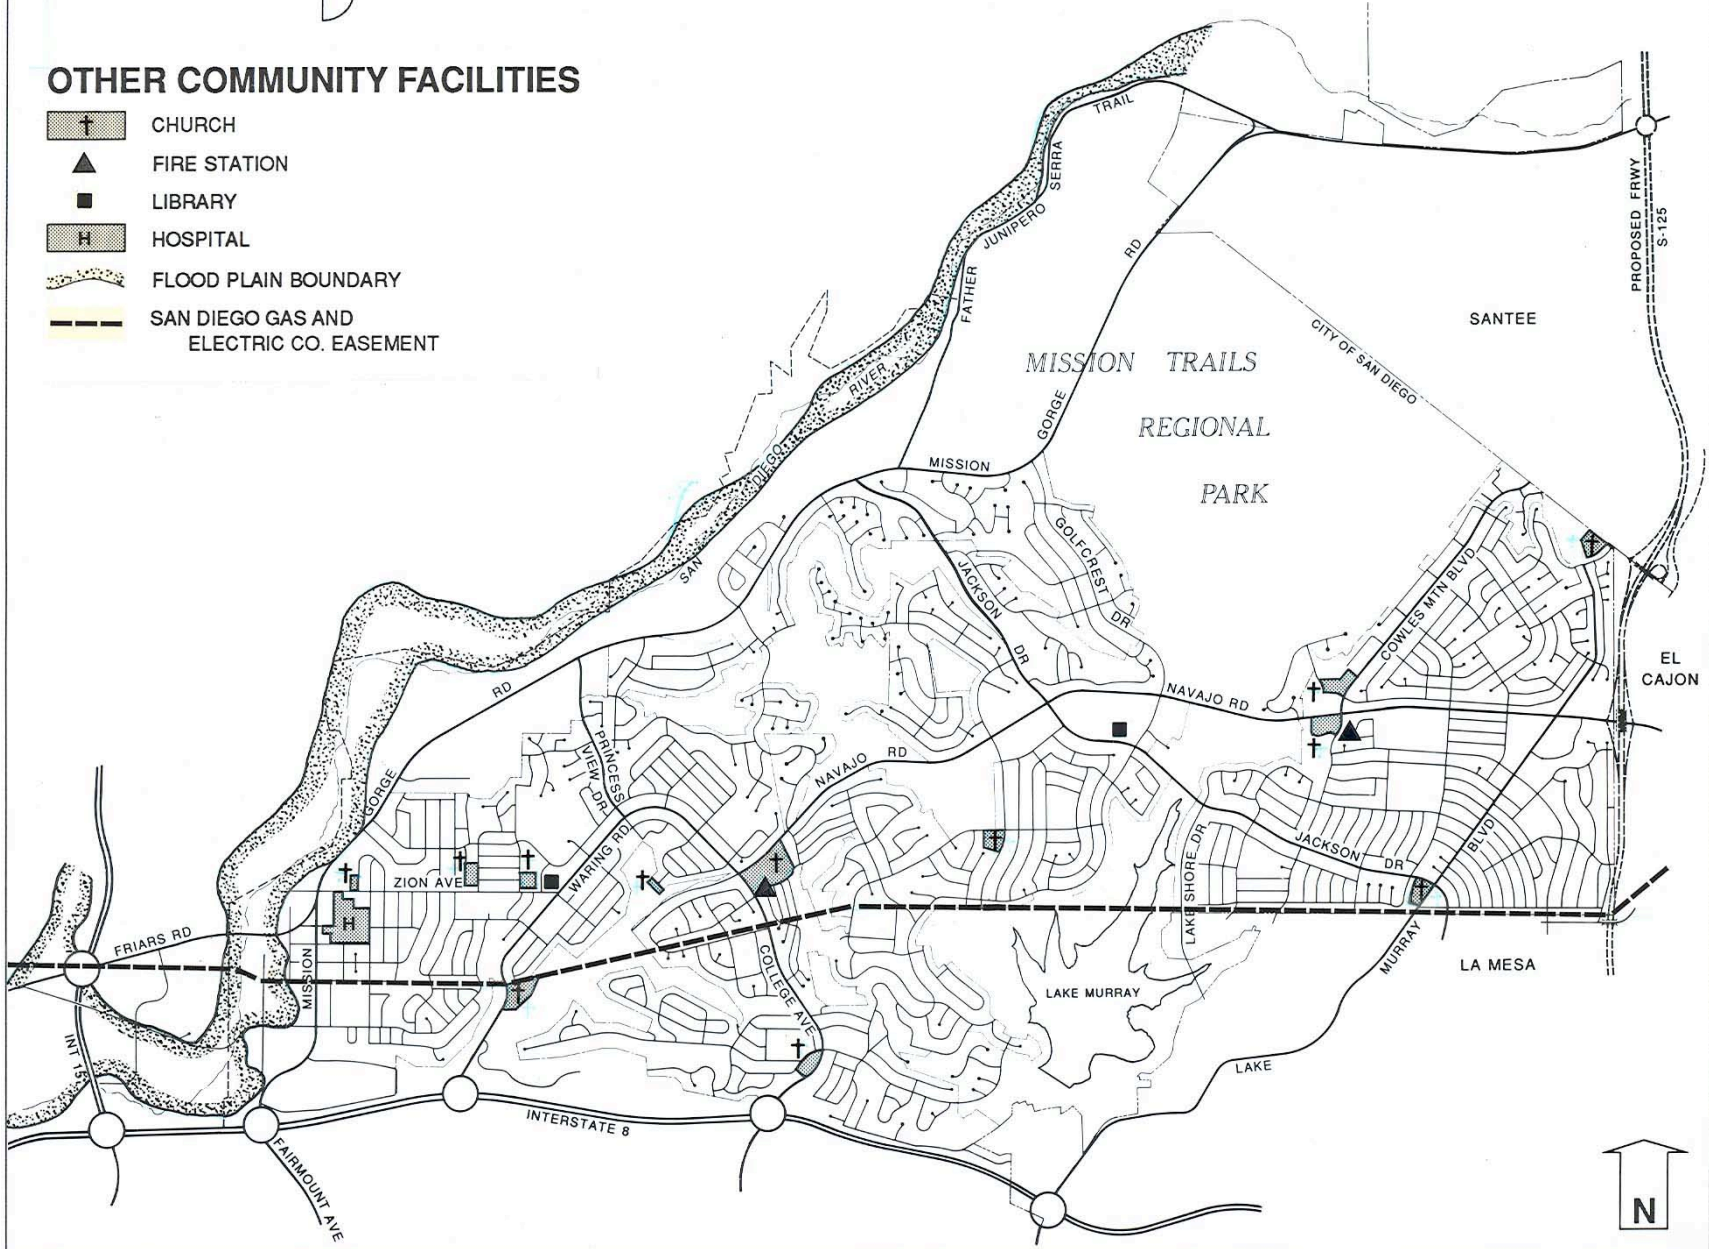 OTHER COMMUNITY FACILITIES
CHURCH
FIRE STATION
LIBRARY
H
HOSPITAL
FLOOD PLAIN BOUNDARY
SAN DIEGO GAS AND
ELECTRIC CO. EASEMENT
TRAIL
SERRA
JUNIPERO
FATHER
RD
GORGE
MISSION
PROPOSED FRWY
S-125
SANTEE
CITY OF SAN DIEGO
MISSION TRAILS
REGIONAL
PARK
RIVER
DIEGO
SAN
GOLFCREST
DR
JACKSON
DR
COWLES MTN BLVD
EL
CAJON
NAVAJO RD
RD
NAVAJO
RD
GORGE
PRINCESS
VIEW DR
WARING RD
ZION AVE
H
FRIARS RD
MISSION
COLLEGE AVE
LAKE SHORE DR
JACKSON
DR
BLVD
MURRAY
LA MESA
LAKE MURRAY
LAKE
INT 15
INTERSTATE 8
FAIRMOUNT AVE
N